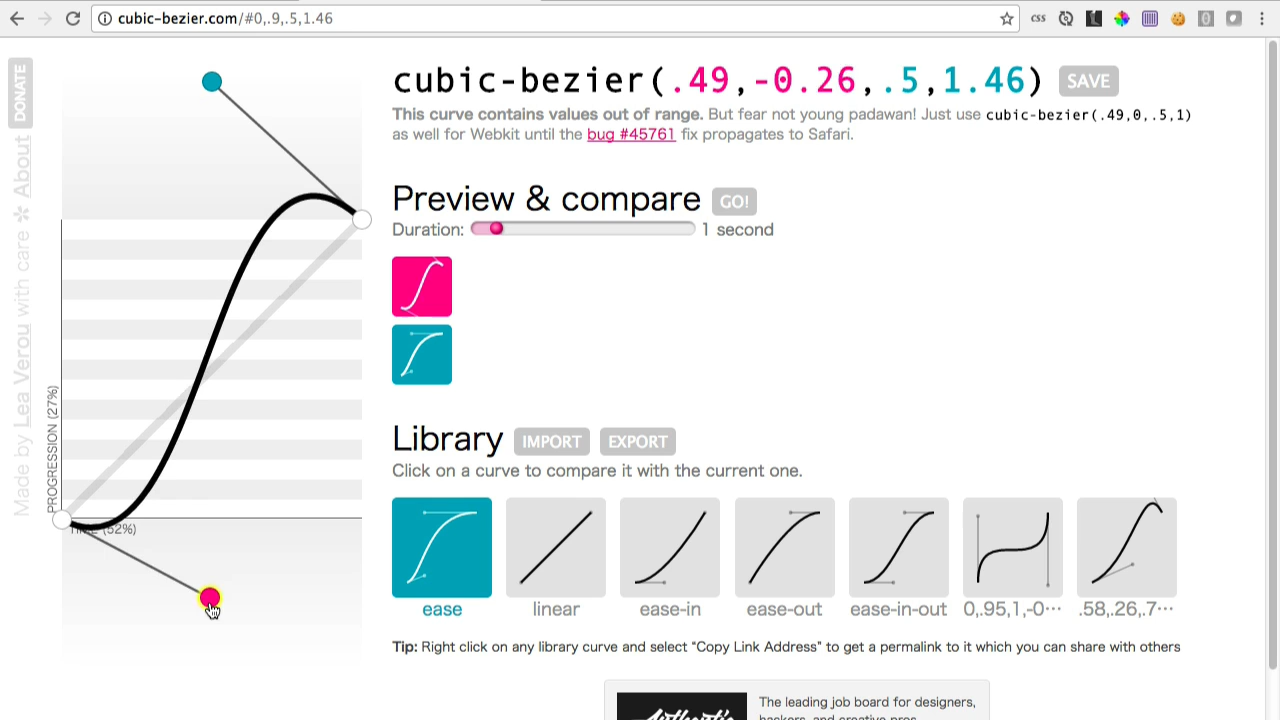 cubic-bezier.com/#0,.9,.5,1.46
css
DONATE
Made by Lea Verou with care ✲ About
cubic-bezier(.49,-0.26,.5,1.46) SAVE
This curve contains values out of range. But fear not young padawan! Just use cubic-bezier(.49,0,.5,1)
as well for Webkit until the bug #45761 fix propagates to Safari.
Preview & compare GO!
Duration: 1 second
PROGRESSION (27%)
Library IMPORT EXPORT
Click on a curve to compare it with the current one.
ease linear ease-in ease-out ease-in-out 0,.95,1,-0… .58,.26,.7…
Tip: Right click on any library curve and select “Copy Link Address” to get a permalink to it which you can share with others
The leading job board for designers,
hackers, and creative pros.